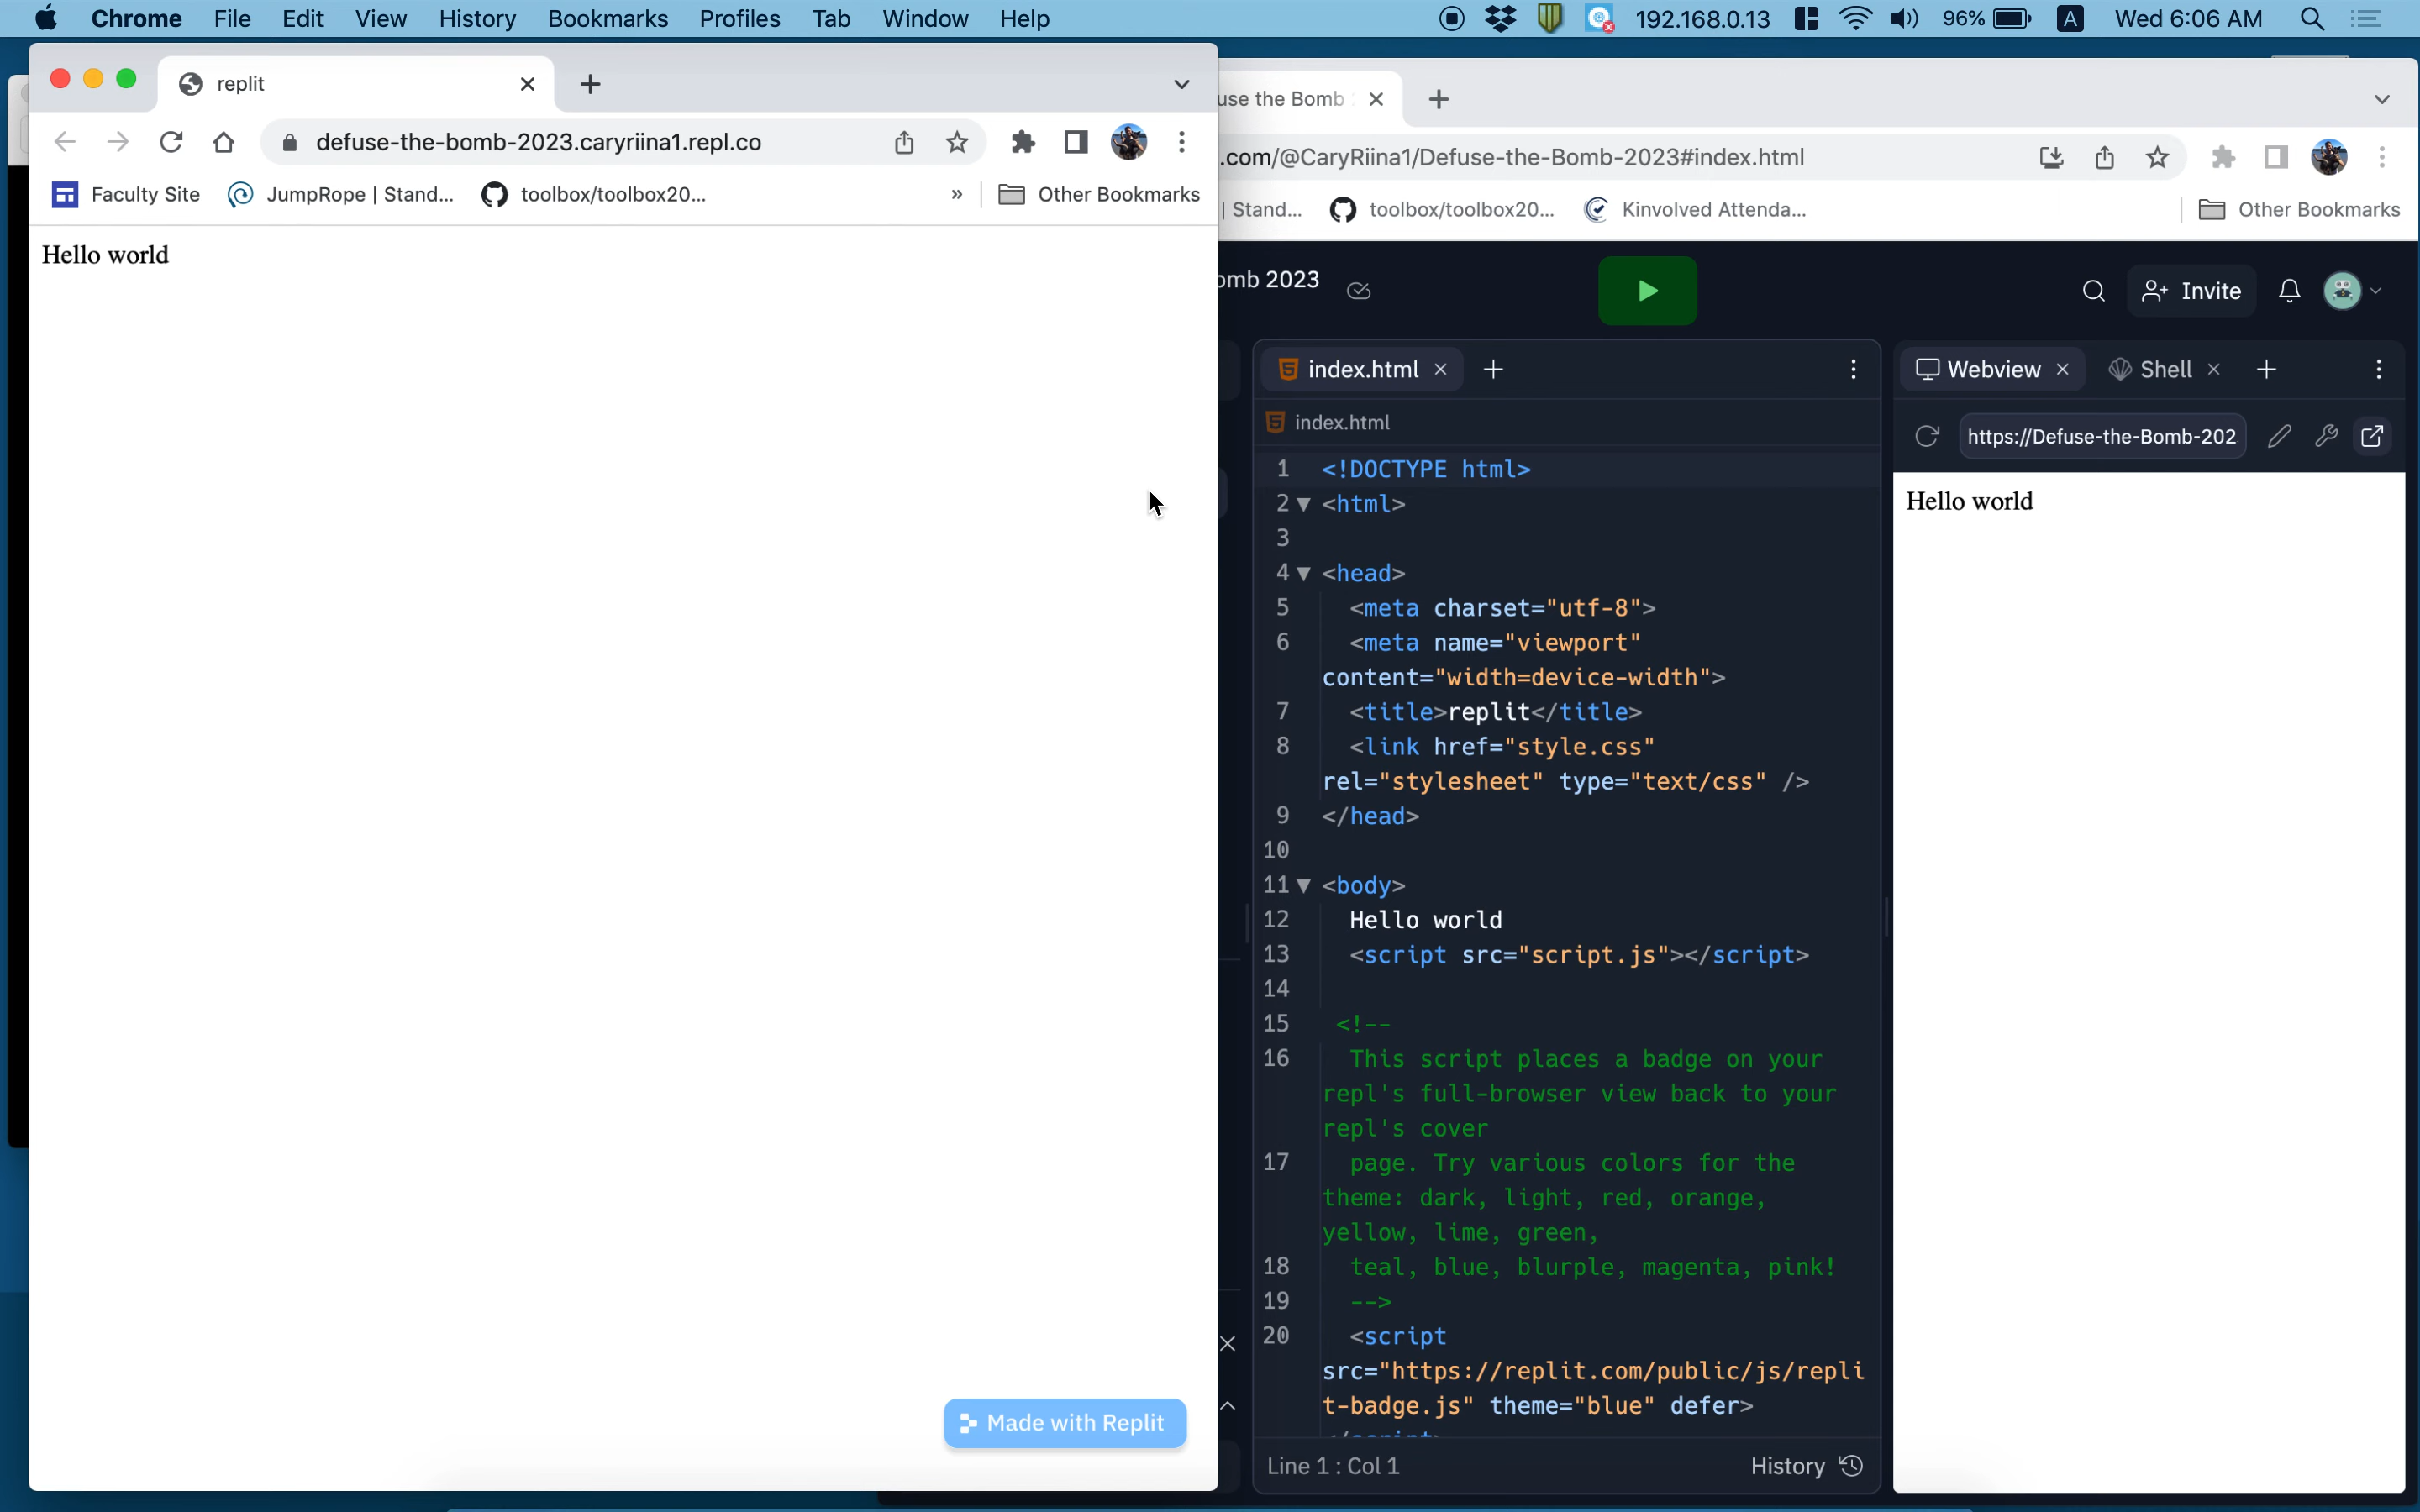 Chrome File Edit View History Bookmarks Profiles Tab Window Help
192.168.0.13 96% A Wed 6:06 AM
replit
defuse-the-bomb-2023.caryriina1.repl.co
Faculty Site JumpRope | Stand... toolbox/toolbox20... » Other Bookmarks
Hello world
Made with Replit
use the Bomb
.com/@CaryRiina1/Defuse-the-Bomb-2023#index.html
| Stand... toolbox/toolbox20... Kinvolved Attenda... Other Bookmarks
omb 2023
Invite
index.html
index.html
1 <!DOCTYPE html>
2 <html>
3
4 <head>
5 <meta charset="utf-8">
6 <meta name="viewport"
content="width=device-width">
7 <title>replit</title>
8 <link href="style.css"
rel="stylesheet" type="text/css" />
9 </head>
10
11 <body>
12 Hello world
13 <script src="script.js"></script>
14
15 <!--
16 This script places a badge on your
repl's full-browser view back to your
repl's cover
17 page. Try various colors for the
theme: dark, light, red, orange,
yellow, lime, green,
18 teal, blue, blurple, magenta, pink!
19 -->
20 <script
src="https://replit.com/public/js/repli
t-badge.js" theme="blue" defer>
Line 1 : Col 1
History
Webview Shell
https://Defuse-the-Bomb-202
Hello world